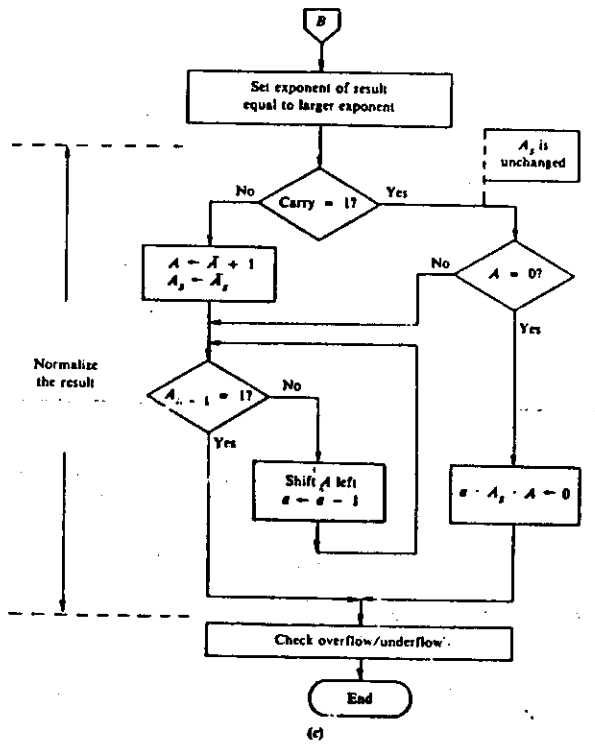 B
Set exponent of result
equal to larger exponent
A_s is
unchanged
No
Carry = 1?
Yes
A ← Ā + 1
A_s ← Ā_s
No
A = 0?
Yes
Normalize
the result
A_{n - 1} = 1?
No
Yes
Shift A left
a ← a - 1
a · A_s · A ← 0
Check overflow/underflow
End
(c)